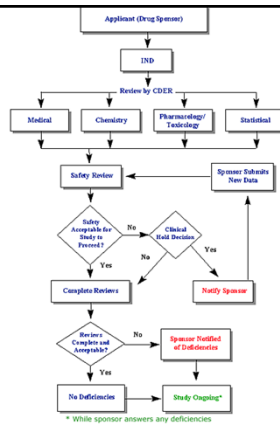 Applicant (Drug Sponsor)
IND
Review by CDER
Medical
Chemistry
Pharmacology/
Toxicology
Statistical
Safety Review
Sponsor Submits
New Data
Safety
Acceptable for
Study to
Proceed?
No
Clinical
Hold Decision
Yes
No
Yes
Complete Reviews
Notify Sponsor
Reviews
Complete and
Acceptable?
No
Sponsor Notified
of Deficiencies
Yes
No Deficiencies
Study Ongoing*
* While sponsor answers any deficiencies